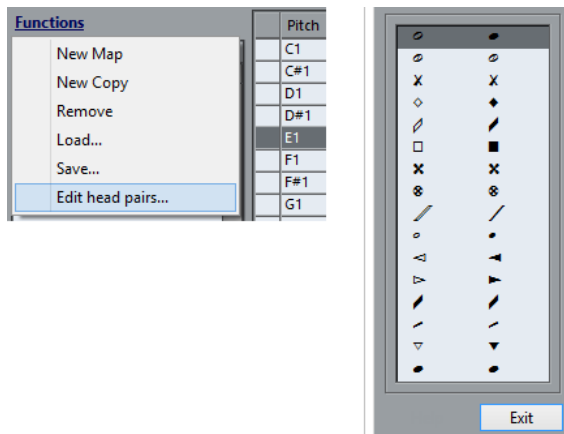 Functions
New Map
New Copy
Remove
Load...
Save...
Edit head pairs...
Pitch
C1
C#1
D1
D#1
E1
F1
F#1
G1
Exit